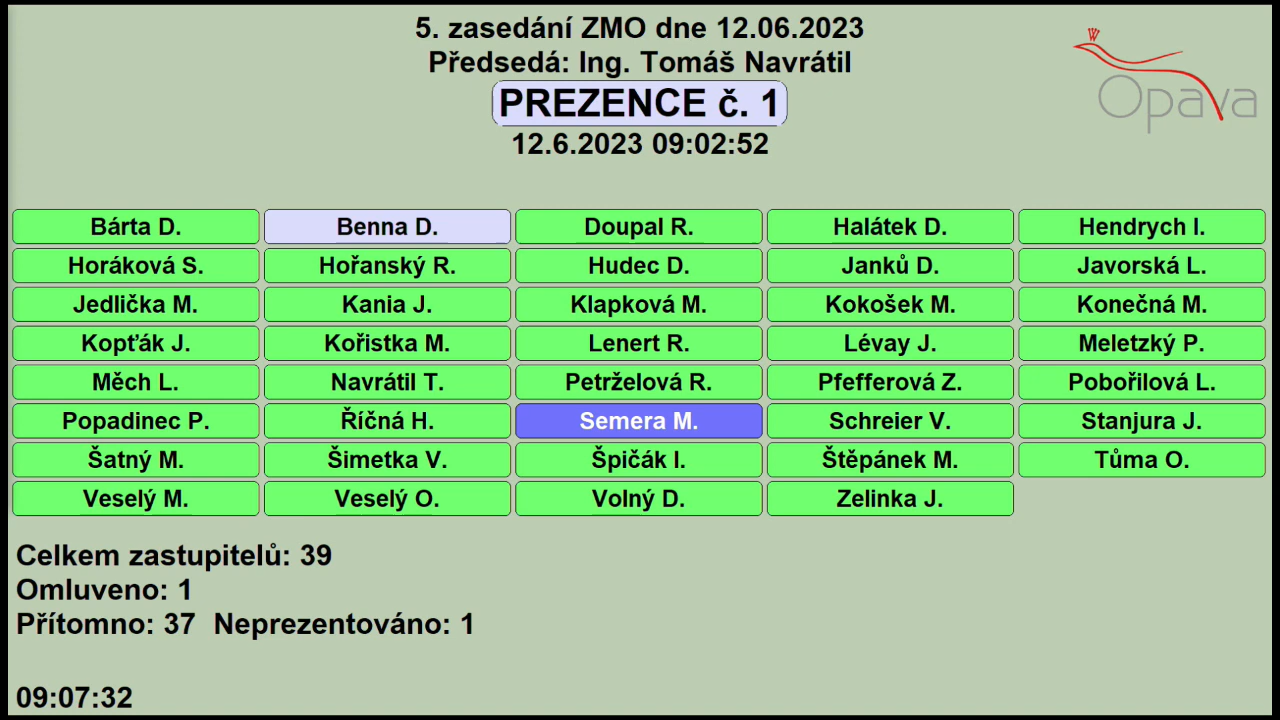 5. zasedání ZMO dne 12.06.2023
Předsedá: Ing. Tomáš Navrátil
PREZENCE č. 1
12.6.2023 09:02:52
Opava
Bárta D. Benna D. Doupal R. Halátek D. Hendrych I.
Horáková S. Hořanský R. Hudec D. Janků D. Javorská L.
Jedlička M. Kania J. Klapková M. Kokošek M. Konečná M.
Kopťák J. Kořistka M. Lenert R. Lévay J. Meletzký P.
Měch L. Navrátil T. Petrželová R. Pfefferová Z. Pobořilová L.
Popadinec P. Říčná H. Semera M. Schreier V. Stanjura J.
Šatný M. Šimetka V. Špičák I. Štěpánek M. Tůma O.
Veselý M. Veselý O. Volný D. Zelinka J.
Celkem zastupitelů: 39
Omluveno: 1
Přítomno: 37 Neprezentováno: 1
09:07:32